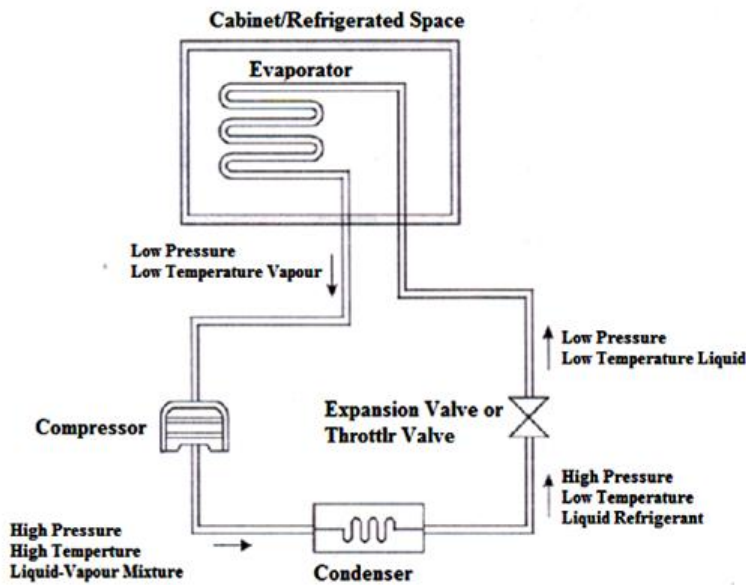 Cabinet/Refrigerated Space
Evaporator
Low Pressure
Low Temperature Vapour
Low Pressure
Low Temperature Liquid
Compressor
Expansion Valve or
Throttlr Valve
High Pressure
Low Temperature
Liquid Refrigerant
High Pressure
High Temperture
Liquid-Vapour Mixture
Condenser